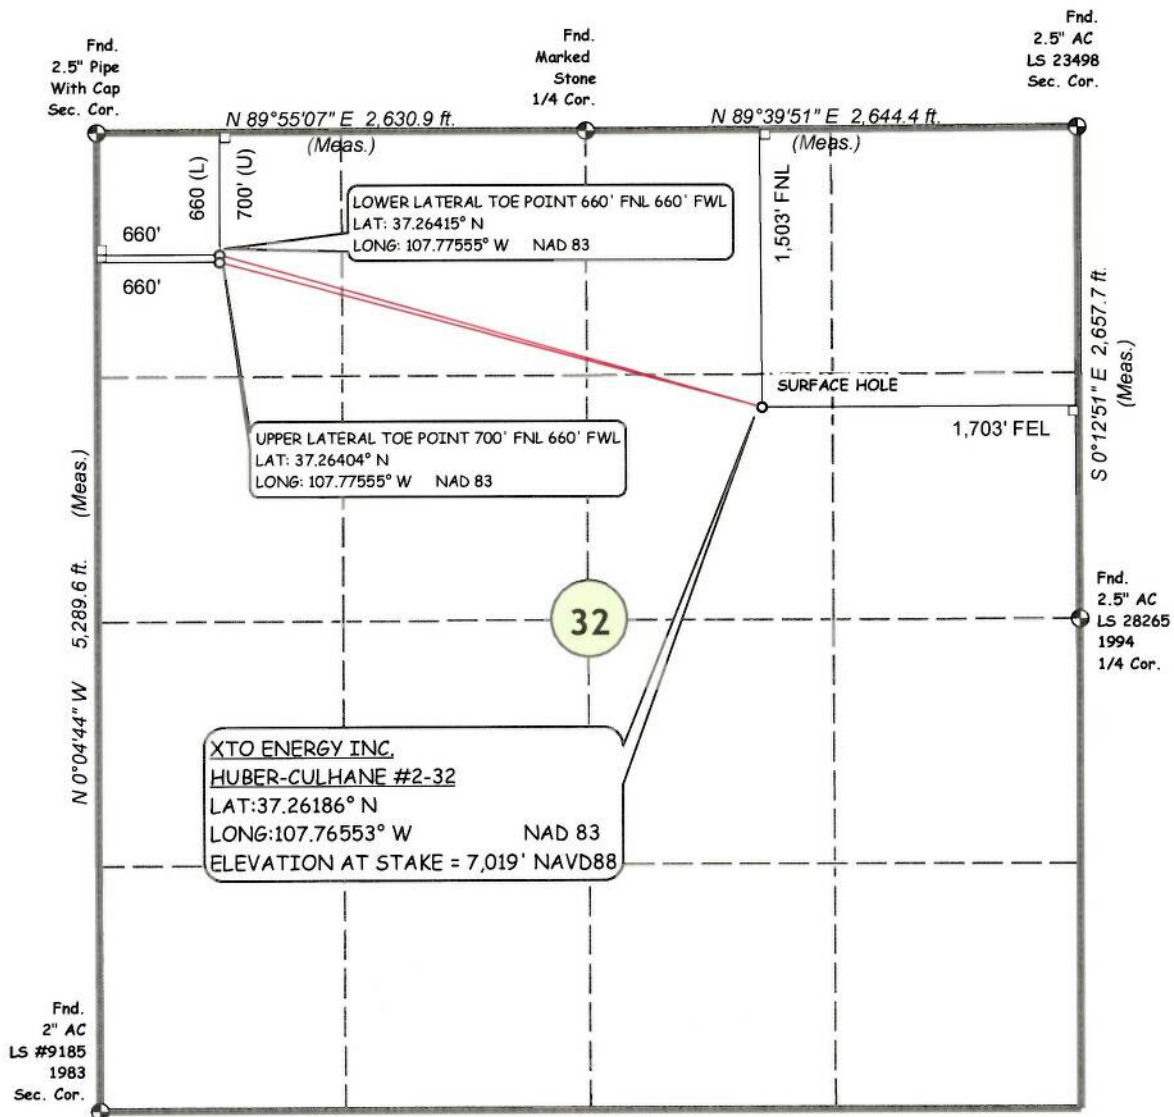 Fnd.
2.5" Pipe
With Cap
Sec. Cor.
Fnd.
Marked
Stone
1/4 Cor.
Fnd.
2.5" AC
LS 23498
Sec. Cor.
N 89°55'07" E 2,630.9 ft.
(Meas.)
N 89°39'51" E 2,644.4 ft.
(Meas.)
660 (L)
700' (U)
660'
660'
LOWER LATERAL TOE POINT 660' FNL 660' FWL
LAT: 37.26415° N
LONG: 107.77555° W NAD 83
1,503' FNL
S 0°12'51" E 2,657.7 ft.
(Meas.)
SURFACE HOLE
1,703' FEL
UPPER LATERAL TOE POINT 700' FNL 660' FWL
LAT: 37.26404° N
LONG: 107.77555° W NAD 83
N 0°04'44" W 5,289.6 ft. (Meas.)
32
Fnd.
2.5" AC
LS 28265
1994
1/4 Cor.
XTO ENERGY INC.
HUBER-CULHANE #2-32
LAT:37.26186° N
LONG:107.76553° W NAD 83
ELEVATION AT STAKE = 7,019' NAVD88
Fnd.
2" AC
LS #9185
1983
Sec. Cor.